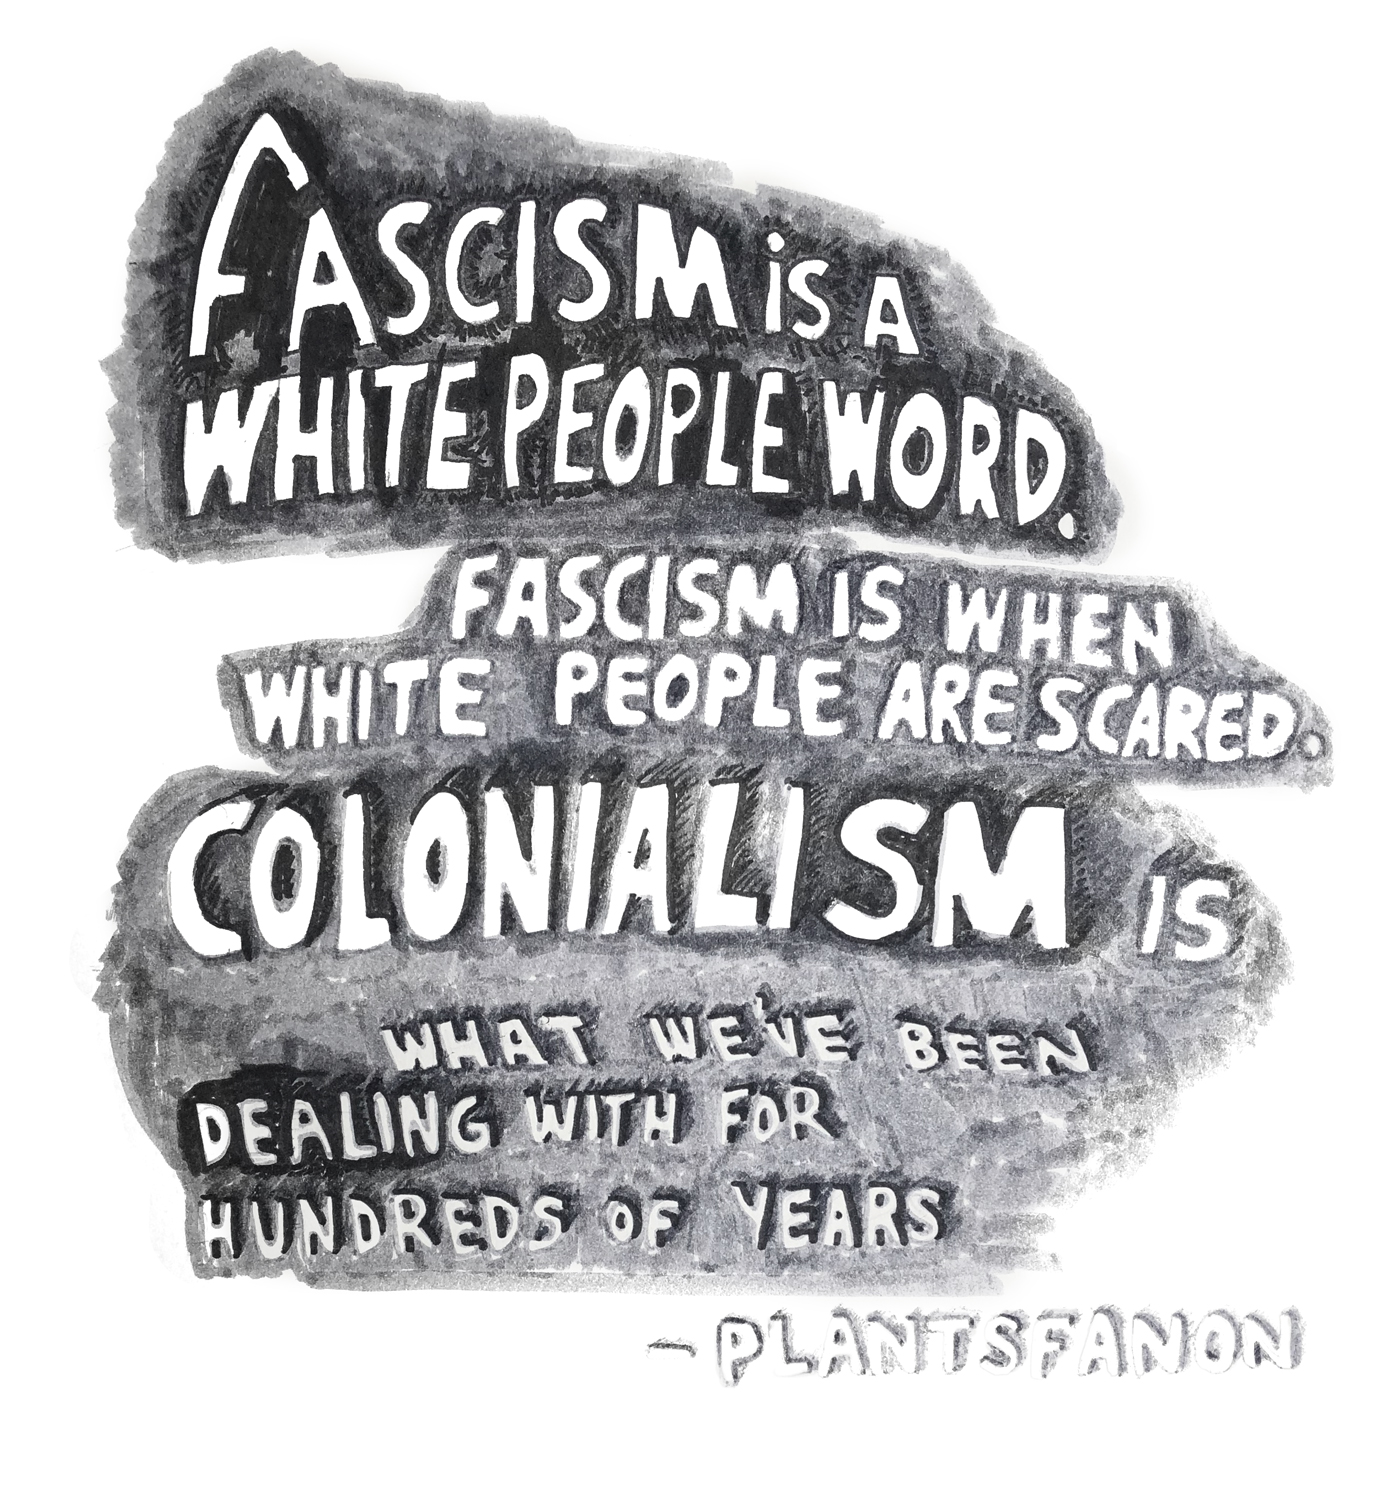 FASCISM iS A
WHITE PEOPLE WORD.
FASCISM IS WHEN
WHITE PEOPLE ARE SCARED.
COLONIALISM IS
WHAT WE'VE BEEN
DEALING WITH FOR
HUNDREDS OF YEARS
- PLANTSFANON